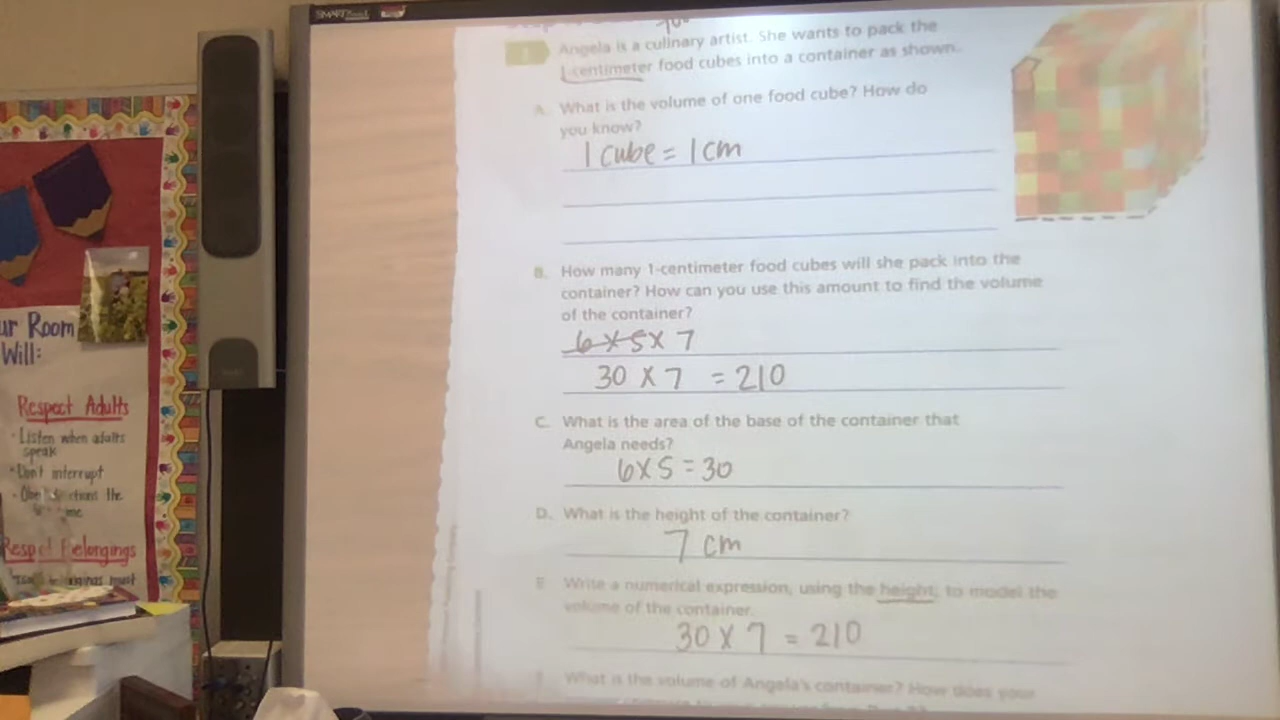 SMART
Angela is a culinary artist. She wants to pack the
1-centimeter food cubes into a container as shown.
A. What is the volume of one food cube? How do
you know?
1 cube = 1 cm
B. How many 1-centimeter food cubes will she pack into the
container? How can you use this amount to find the volume
of the container?
6 x 5 x 7
30 x 7 = 210
C. What is the area of the base of the container that
Angela needs?
6 x 5 = 30
D. What is the height of the container?
7 cm
E. Write a numerical expression, using the height, to model the
volume of the container.
30 x 7 = 210
What is the volume of Angela's container? How does your
ur Room
Will:
Respect Adults
• Listen when adults
speak
• Don't interrupt
the
Respect Belongings
must